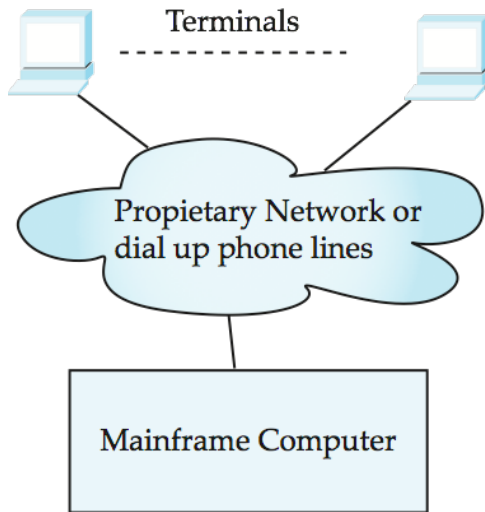 Terminals
Propietary Network or
dial up phone lines
Mainframe Computer